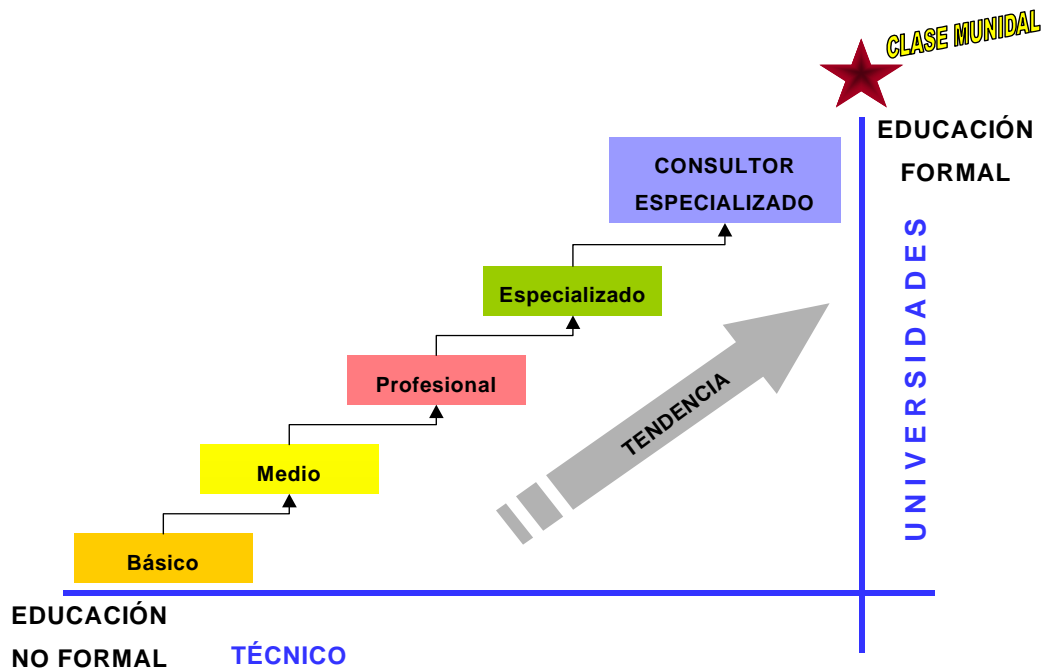 CLASE MUNIDAL
EDUCACIÓN
FORMAL
CONSULTOR
ESPECIALIZADO
UNIVERSIDADES
Especializado
Profesional
TENDENCIA
Medio
Básico
EDUCACIÓN
NO FORMAL
TÉCNICO